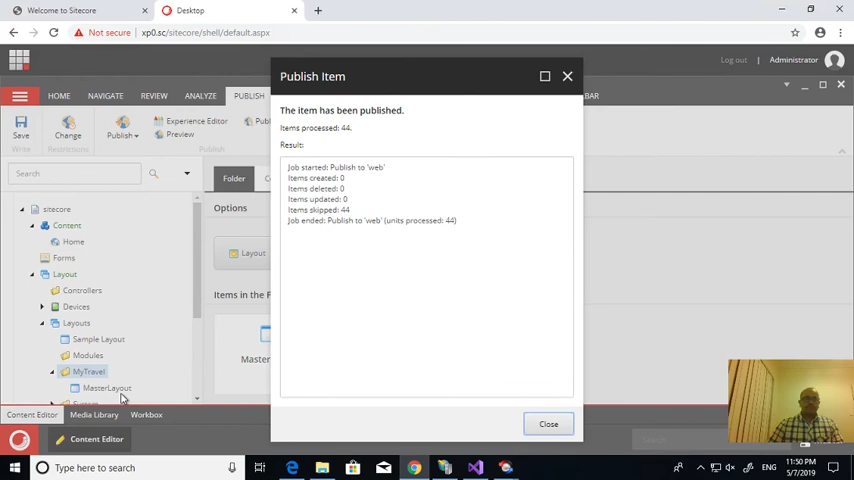 Welcome to Sitecore
Desktop
Not secure
xp0.sc/sitecore/shell/default.aspx
Log out
Administrator
Publish Item
HOME
NAVIGATE
REVIEW
ANALYZE
PUBLISH
BAR
The item has been published.
Items processed: 44.
Result:
Save
Change
Publish
Experience Editor
Preview
Write
Restrictions
Publish
Search
Folder
Job started: Publish to 'web'
Items created: 0
Items deleted: 0
Items updated: 0
Items skipped: 44
Job ended: Publish to 'web' (units processed: 44)
sitecore
Content
Home
Forms
Layout
Controllers
Devices
Layouts
Sample Layout
Modules
MyTravel
MasterLayout
Options
Layout
Items in the F
Master
Close
Content Editor
Media Library
Workbox
Content Editor
Search
Type here to search
ENG
11:50 PM
5/7/2019